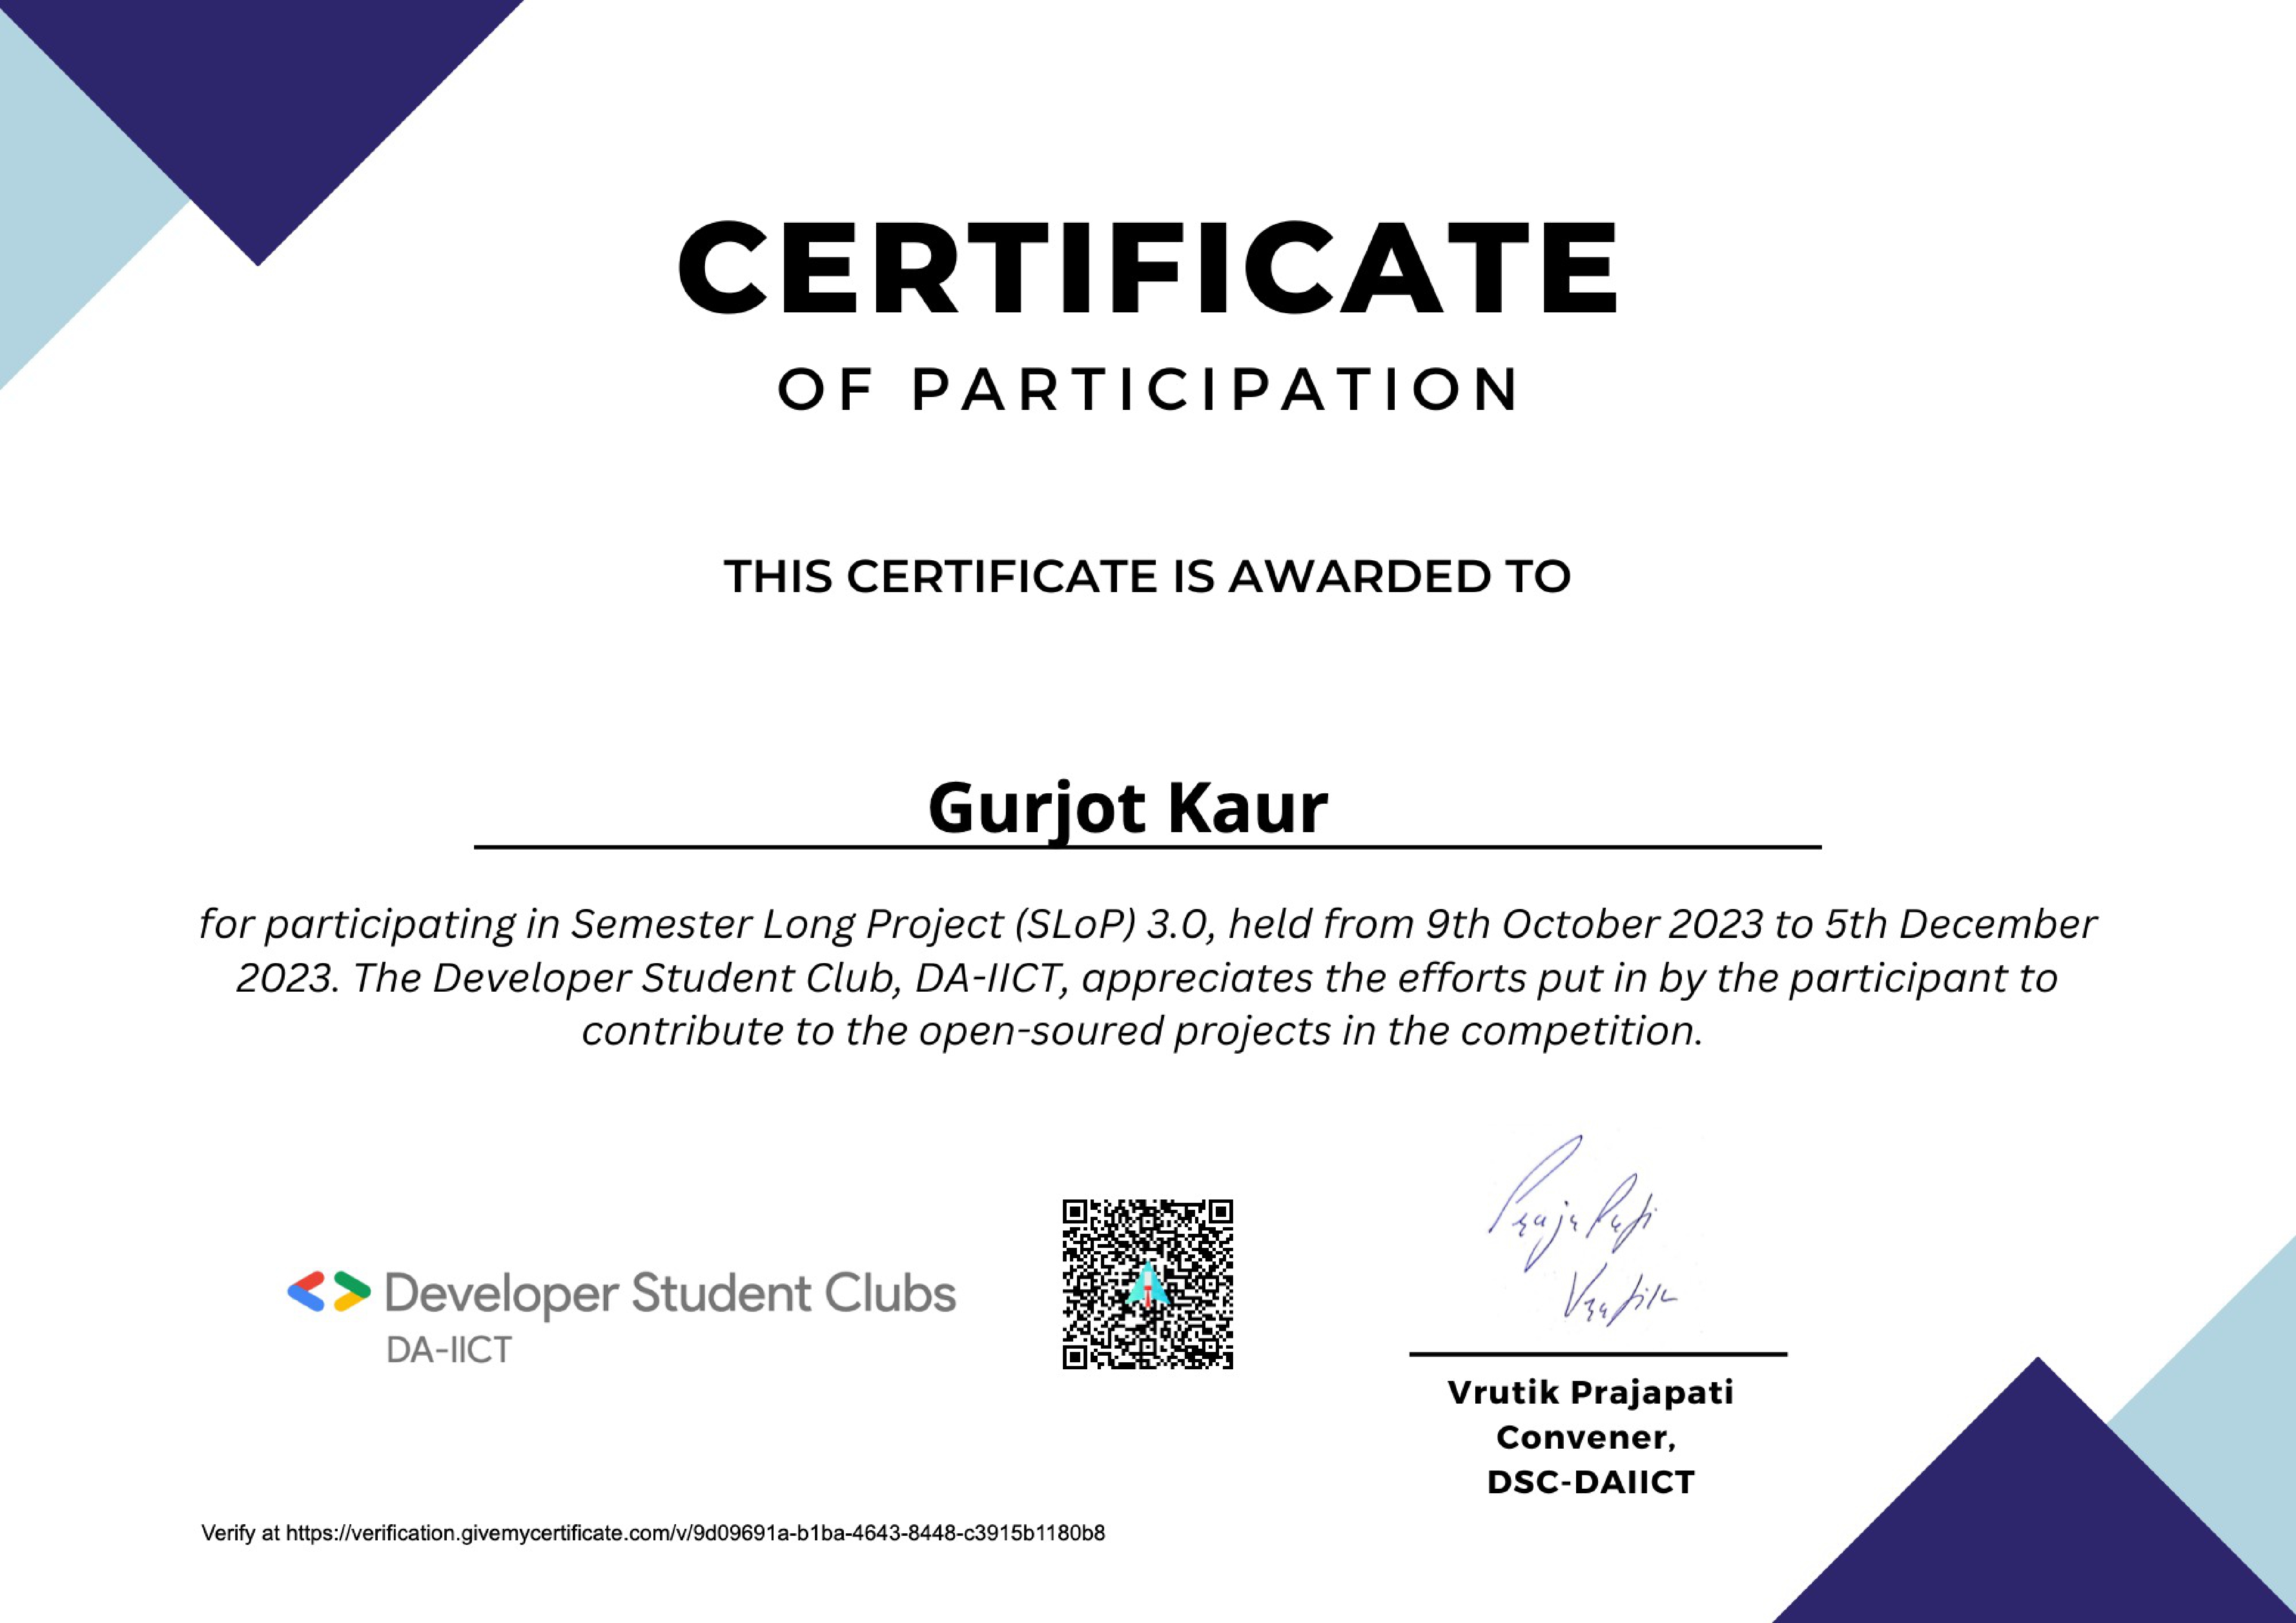 CERTIFICATE
OF PARTICIPATION
THIS CERTIFICATE IS AWARDED TO
Gurjot Kaur
for participating in Semester Long Project (SLoP) 3.0, held from 9th October 2023 to 5th December
2023. The Developer Student Club, DA-IICT, appreciates the efforts put in by the participant to
contribute to the open-soured projects in the competition.
Prajapati
Vrutik
Developer Student Clubs
DA-IICT
Vrutik Prajapati
Convener,
DSC-DAIICT
Verify at https://verification.givemycertificate.com/v/9d09691a-b1ba-4643-8448-c3915b1180b8